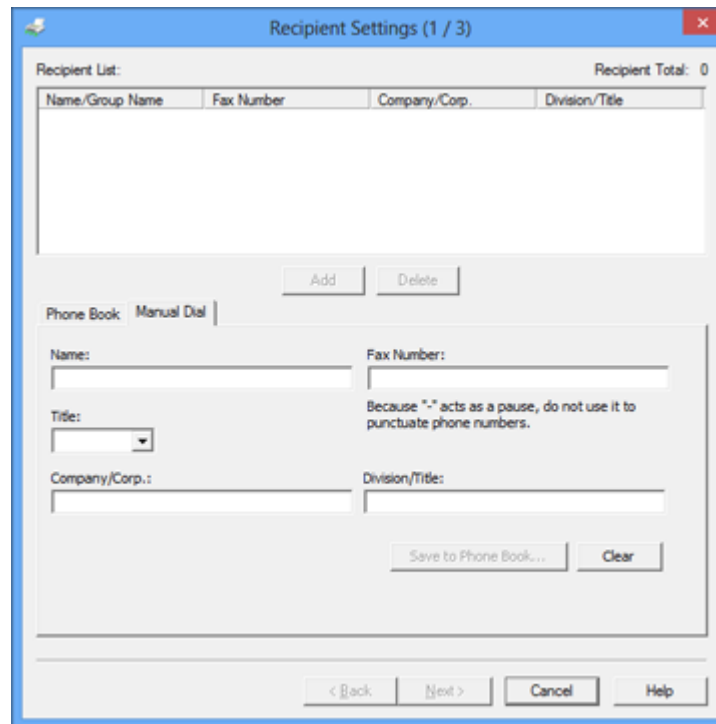 Recipient Settings (1 / 3)
Recipient List: Recipient Total: 0
Name/Group Name Fax Number Company/Corp. Division/Title
Add Delete
Phone Book Manual Dial
Name: Fax Number:
Because "-" acts as a pause, do not use it to
punctuate phone numbers.
Title:
Company/Corp.: Division/Title:
Save to Phone Book... Clear
< Back Next > Cancel Help